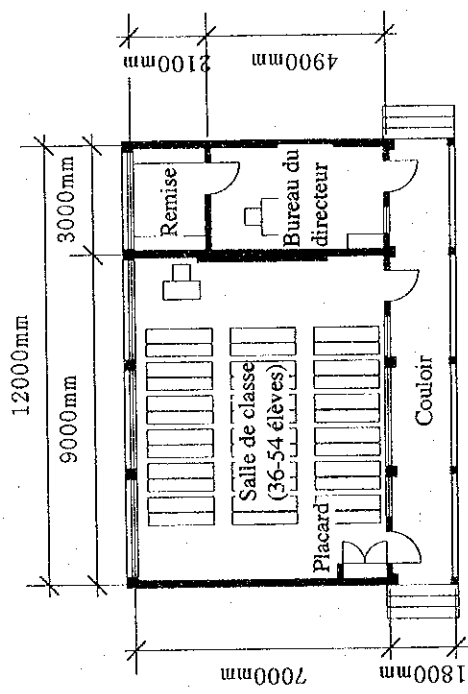 12000mm
9000mm
3000mm
2100mm
4900mm
7000mm
1800mm
Remise
Bureau du
directeur
Salle de classe
(36-54 élèves)
Placard
Couloir